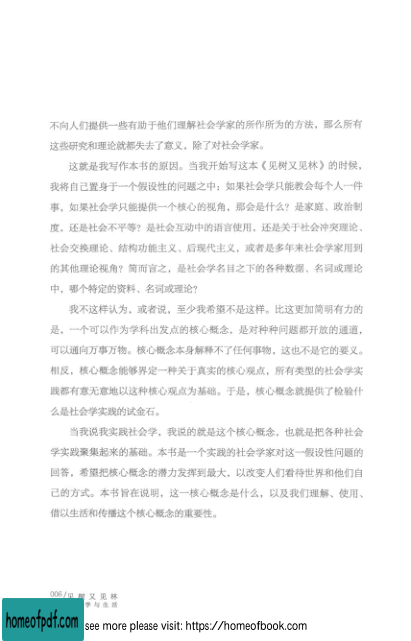 不向人们提供一些有助于他们理解社会学家的所作所为的方法，那么所有
这些研究和理论就都失去了意义，除了对社会学家。
这就是我写作本书的原因。当我开始写这本《见树又见林》的时候，
我将自己置身于一个假设性的问题之中：如果社会学只能教会每个人一件
事，如果社会学只能提供一个核心的视角，那会是什么？是家庭、政治制
度，还是社会不平等？是社会互动中的语言使用，还是关于社会冲突理论、
社会交换理论、结构功能主义、后现代主义，或者是多年来社会学家用到
的其他理论视角？简而言之，是社会学名目之下的各种数据、名词或理论
中，哪个特定的资料、名词或理论？
我不这样认为，或者说，至少我希望不是这样。比这更加简明有力的
是，一个可以作为学科出发点的核心概念，是对种种问题都开放的通道，
可以通向万事万物。核心概念本身解释不了任何事物，这也不是它的要义。
相反，核心概念能够界定一种关于真实的核心观点，所有类型的社会学实
践都有意无意地以这种核心观点为基础。于是，核心概念就提供了检验什
么是社会学实践的试金石。
当我说我实践社会学，我说的就是这个核心概念，也就是把各种社会
学实践聚集起来的基础。本书是一个实践的社会学家对这一假设性问题的
回答，希望把核心概念的潜力发挥到最大，以改变人们看待世界和他们自
己的方式。本书旨在说明，这一核心概念是什么，以及我们理解、使用、
借以生活和传播这个核心概念的重要性。
006/见树又见林
学与生活
homeofpdf.com
see more please visit: https://homeofbook.com